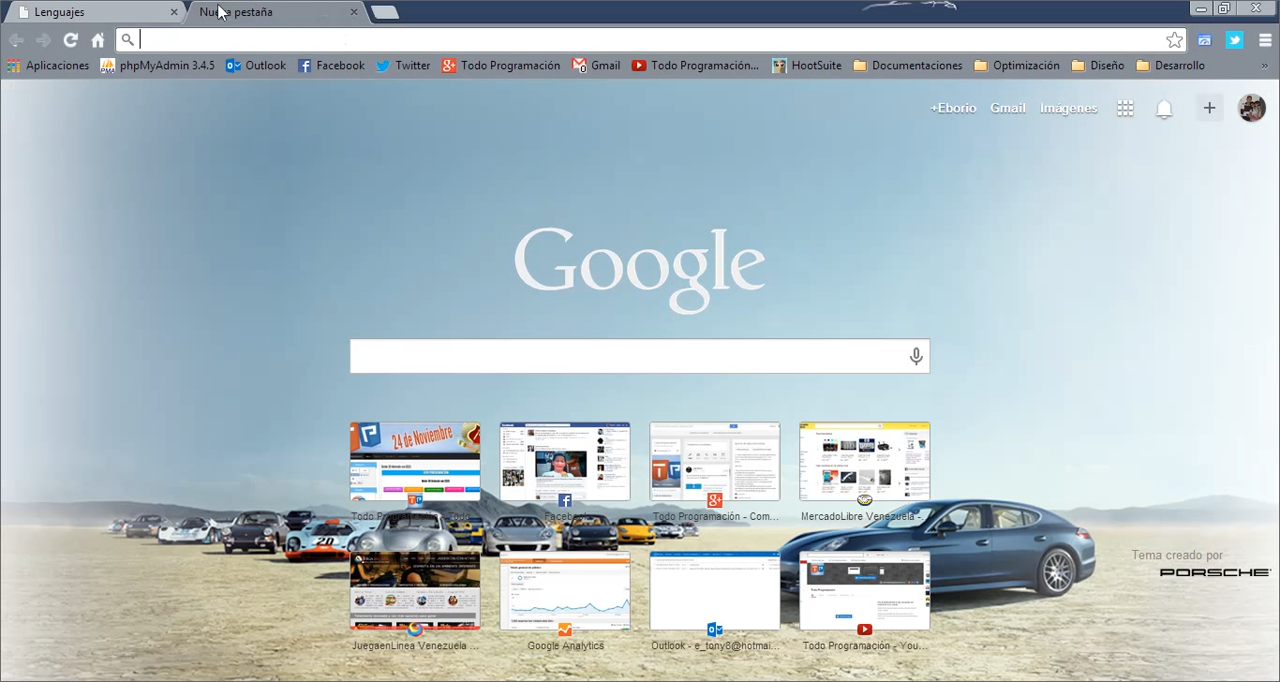 Lenguajes
Nueva pestaña
Aplicaciones phpMyAdmin 3.4.5 Outlook Facebook Twitter Todo Programación Gmail Todo Programación... HootSuite Documentaciones Optimización Diseño Desarrollo »
+Eborio Gmail Imágenes
Google
24 de Noviembre
Facebook
Todo Programación - Com...
MercadoLibre Venezuela -...
20
Tema creado por
PORSCHE
JuegaenLinea Venezuela ...
Google Analytics
Outlook - e_tony8@hotmai...
Todo Programación - You...